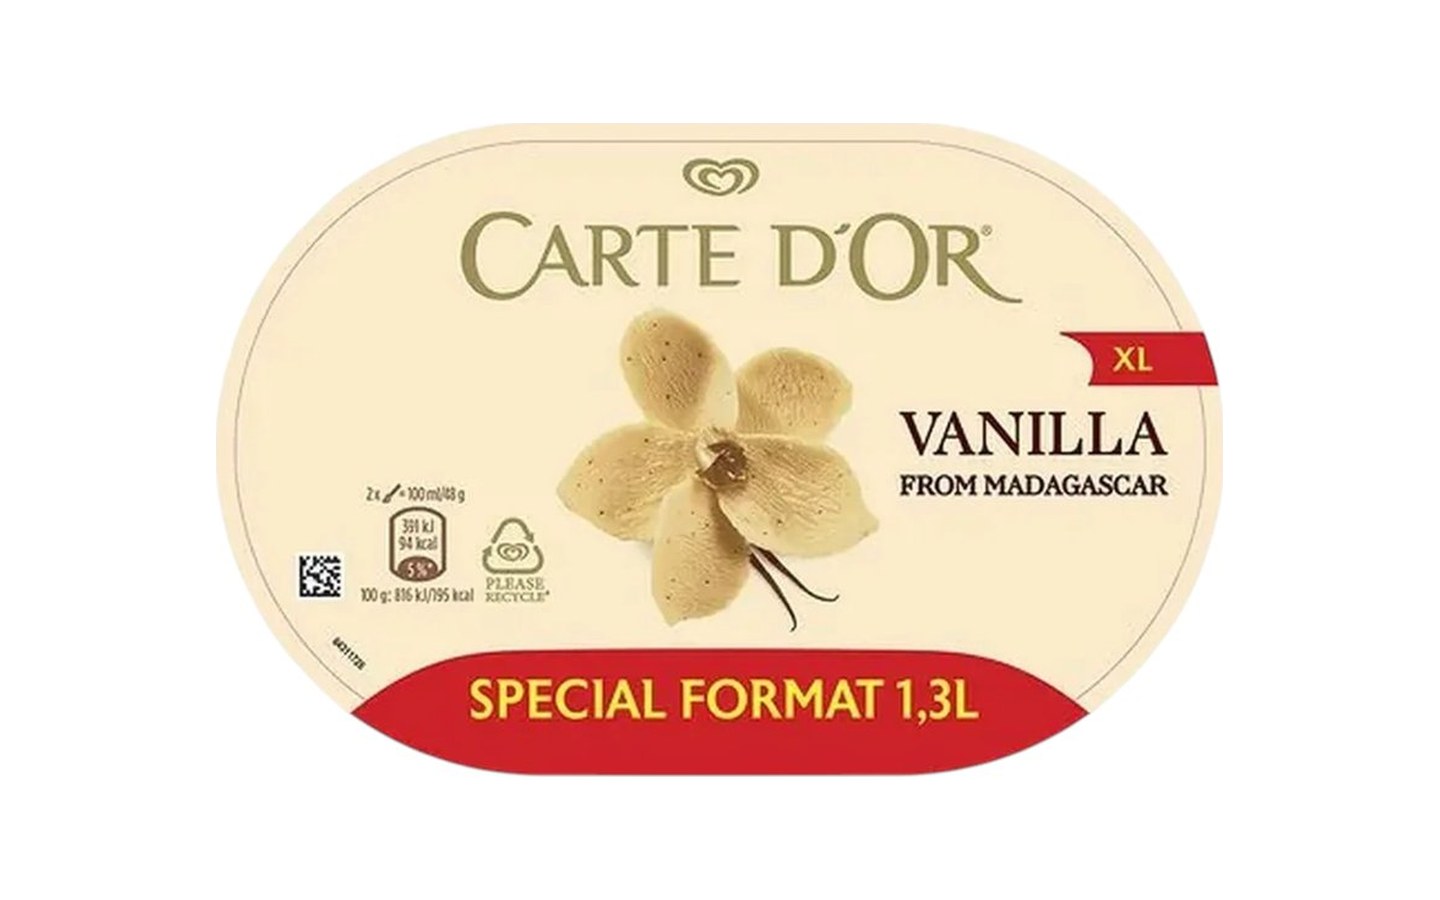 CARTE D'OR®
XL
VANILLA
FROM MADAGASCAR
2x = 100 ml/48 g
391 kJ
94 kcal
5%*
100 g: 816 kJ/195 kcal
PLEASE
RECYCLE*
SPECIAL FORMAT 1,3L